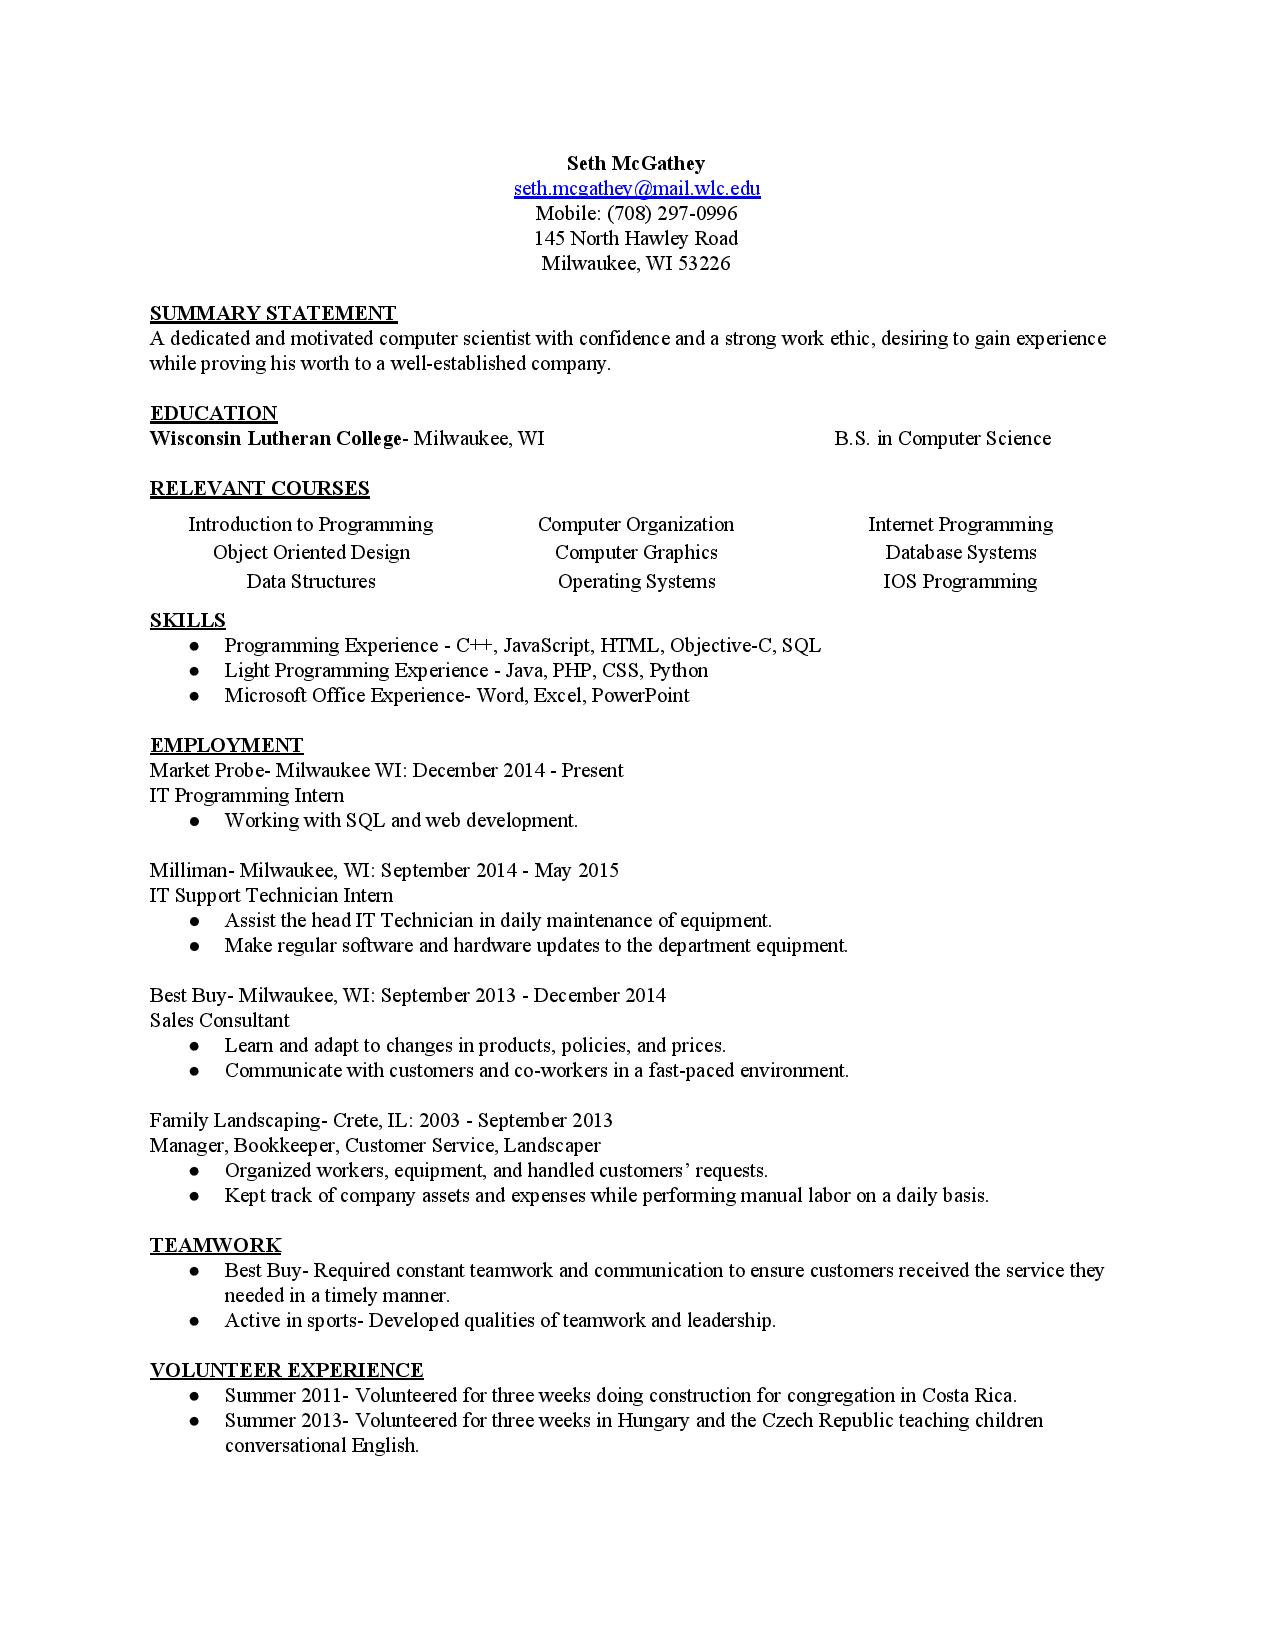 Seth McGathey
seth.mcgathey@mail.wlc.edu
Mobile: (708) 297-0996
145 North Hawley Road
Milwaukee, WI 53226
SUMMARY STATEMENT
A dedicated and motivated computer scientist with confidence and a strong work ethic, desiring to gain experience
while proving his worth to a well-established company.
EDUCATION
Wisconsin Lutheran College- Milwaukee, WI B.S. in Computer Science
RELEVANT COURSES
Introduction to Programming Computer Organization Internet Programming
Object Oriented Design Computer Graphics Database Systems
Data Structures Operating Systems IOS Programming
SKILLS
● Programming Experience - C++, JavaScript, HTML, Objective-C, SQL
● Light Programming Experience - Java, PHP, CSS, Python
● Microsoft Office Experience- Word, Excel, PowerPoint
EMPLOYMENT
Market Probe- Milwaukee WI: December 2014 - Present
IT Programming Intern
● Working with SQL and web development.
Milliman- Milwaukee, WI: September 2014 - May 2015
IT Support Technician Intern
● Assist the head IT Technician in daily maintenance of equipment.
● Make regular software and hardware updates to the department equipment.
Best Buy- Milwaukee, WI: September 2013 - December 2014
Sales Consultant
● Learn and adapt to changes in products, policies, and prices.
● Communicate with customers and co-workers in a fast-paced environment.
Family Landscaping- Crete, IL: 2003 - September 2013
Manager, Bookkeeper, Customer Service, Landscaper
● Organized workers, equipment, and handled customers’ requests.
● Kept track of company assets and expenses while performing manual labor on a daily basis.
TEAMWORK
● Best Buy- Required constant teamwork and communication to ensure customers received the service they
needed in a timely manner.
● Active in sports- Developed qualities of teamwork and leadership.
VOLUNTEER EXPERIENCE
● Summer 2011- Volunteered for three weeks doing construction for congregation in Costa Rica.
● Summer 2013- Volunteered for three weeks in Hungary and the Czech Republic teaching children
conversational English.